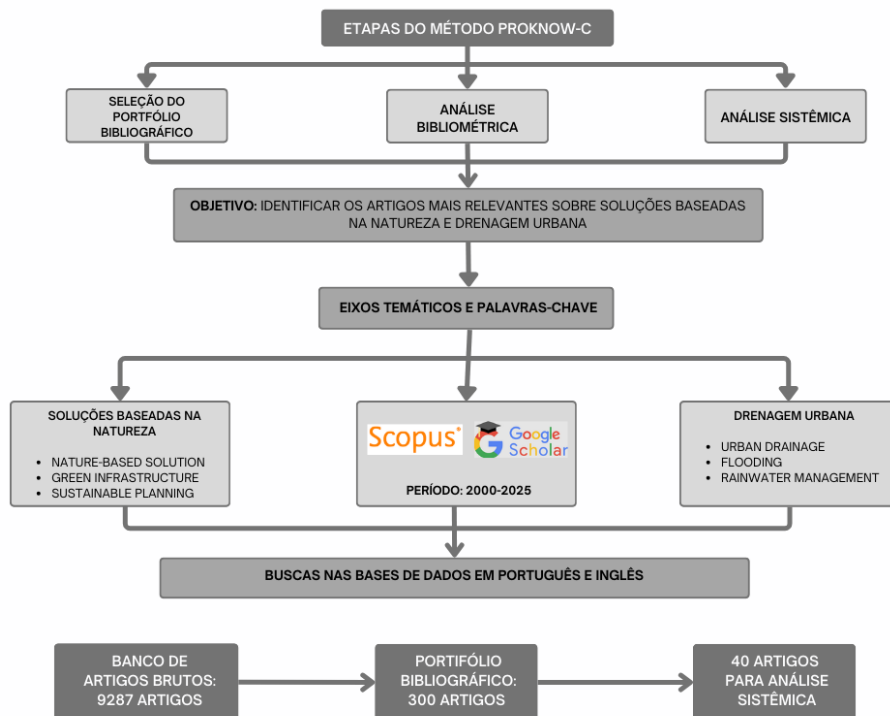 ETAPAS DO MÉTODO PROKNOW-C
SELEÇÃO DO
PORTFÓLIO
BIBLIOGRÁFICO
ANÁLISE
BIBLIOMÉTRICA
ANÁLISE SISTÊMICA
OBJETIVO: IDENTIFICAR OS ARTIGOS MAIS RELEVANTES SOBRE SOLUÇÕES BASEADAS
NA NATUREZA E DRENAGEM URBANA
EIXOS TEMÁTICOS E PALAVRAS-CHAVE
SOLUÇÕES BASEADAS NA
NATUREZA
• NATURE-BASED SOLUTION
• GREEN INFRASTRUCTURE
• SUSTAINABLE PLANNING
Scopus
Google
Scholar
PERÍODO: 2000-2025
DRENAGEM URBANA
• URBAN DRAINAGE
• FLOODING
• RAINWATER MANAGEMENT
BUSCAS NAS BASES DE DADOS EM PORTUGUÊS E INGLÊS
BANCO DE
ARTIGOS BRUTOS:
9287 ARTIGOS
PORTIFÓLIO
BIBLIOGRÁFICO:
300 ARTIGOS
40 ARTIGOS
PARA ANÁLISE
SISTÊMICA